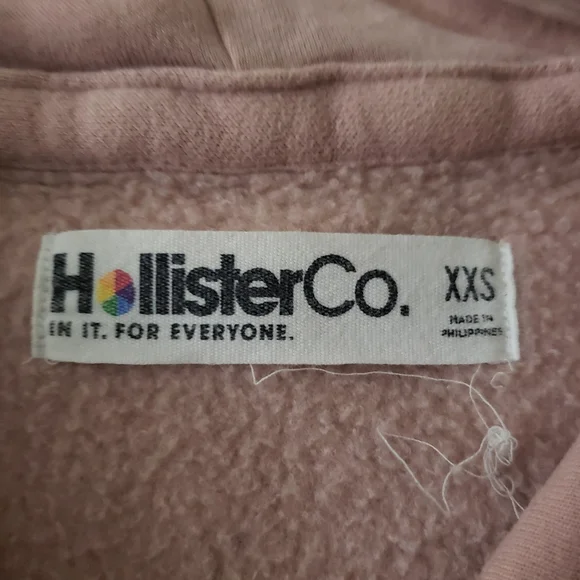 HollisterCo.
IN IT. FOR EVERYONE.
XXS
MADE IN
PHILIPPINES